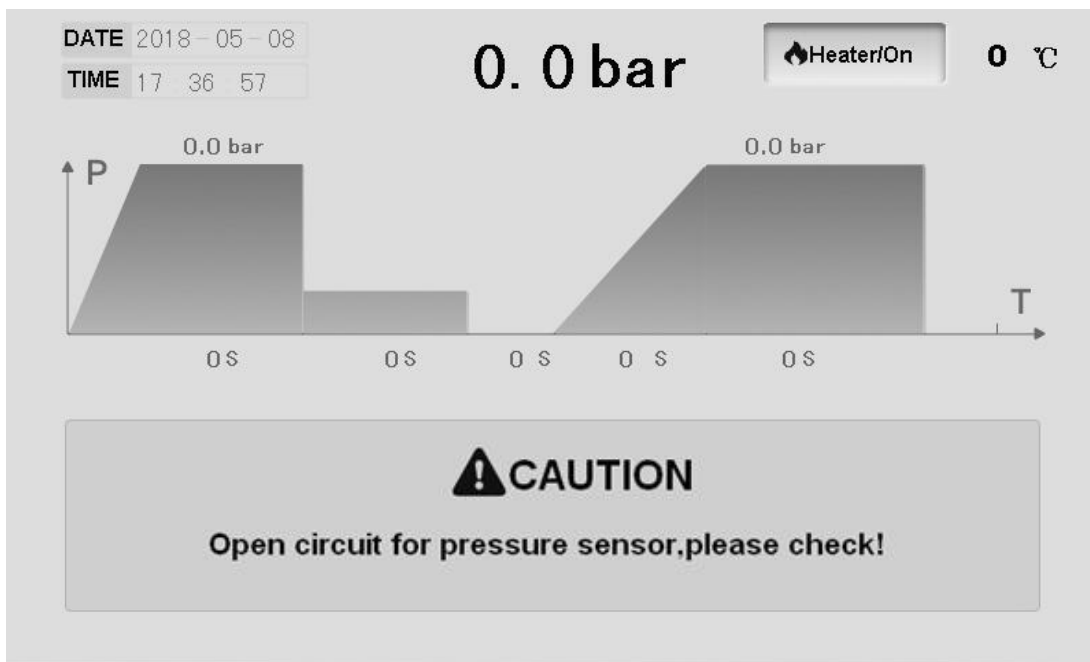 DATE 2018-05-08
TIME 17 36 57
0.0 bar
Heater/On
0 ℃
0.0 bar
0.0 bar
P
T
0S
0S
0 S
0 S
0S
CAUTION
Open circuit for pressure sensor,please check!